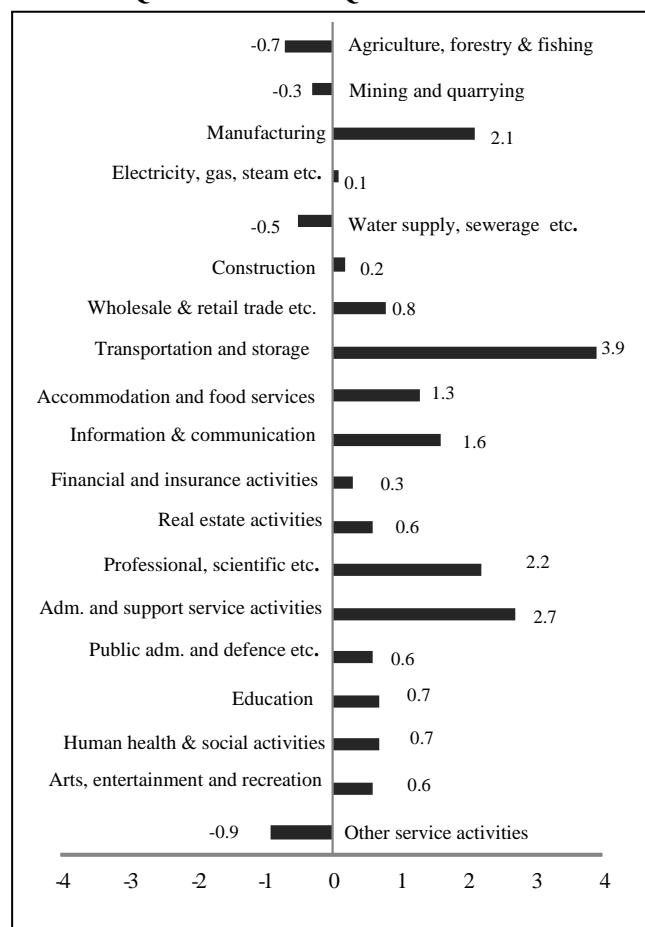 -0.7 Agriculture, forestry & fishing
-0.3 Mining and quarrying
Manufacturing 2.1
Electricity, gas, steam etc. 0.1
-0.5 Water supply, sewerage etc.
Construction 0.2
Wholesale & retail trade etc. 0.8
Transportation and storage 3.9
Accommodation and food services 1.3
Information & communication 1.6
Financial and insurance activities 0.3
Real estate activities 0.6
Professional, scientific etc. 2.2
Adm. and support service activities 2.7
Public adm. and defence etc. 0.6
Education 0.7
Human health & social activities 0.7
Arts, entertainment and recreation 0.6
-0.9 Other service activities
-4 -3 -2 -1 0 1 2 3 4